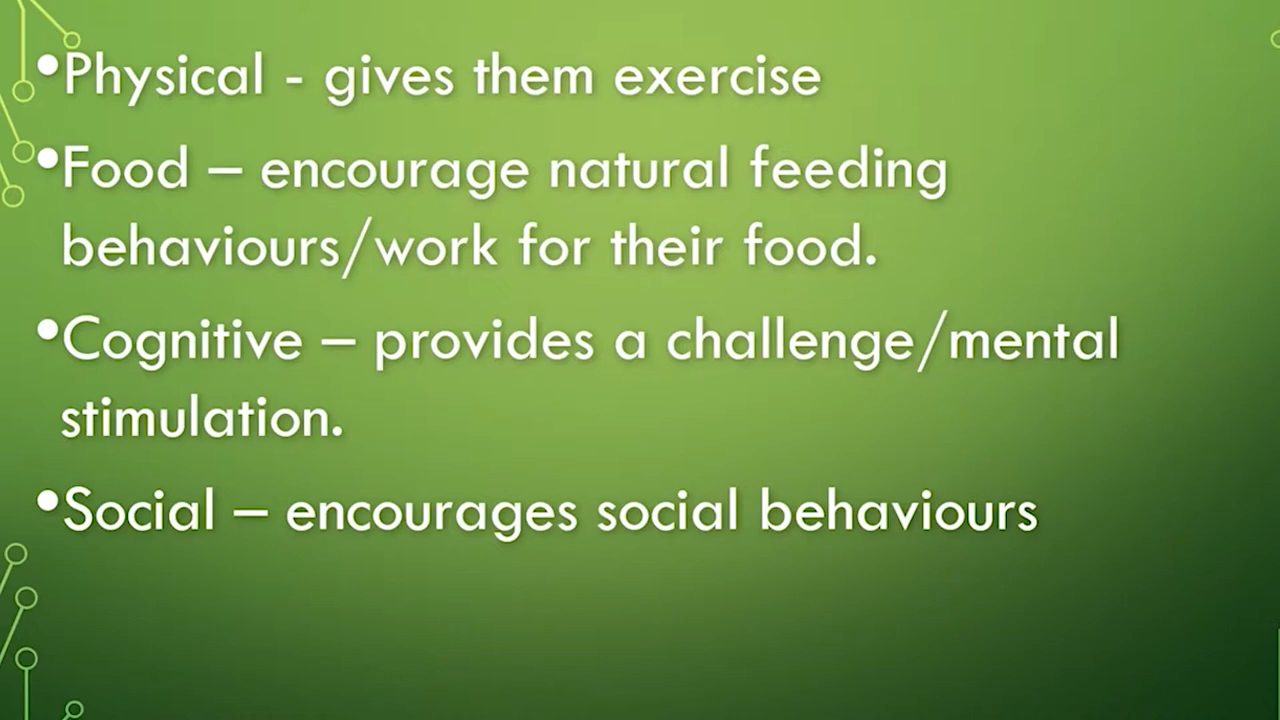 •Physical - gives them exercise
•Food – encourage natural feeding
behaviours/work for their food.
•Cognitive – provides a challenge/mental
stimulation.
•Social – encourages social behaviours